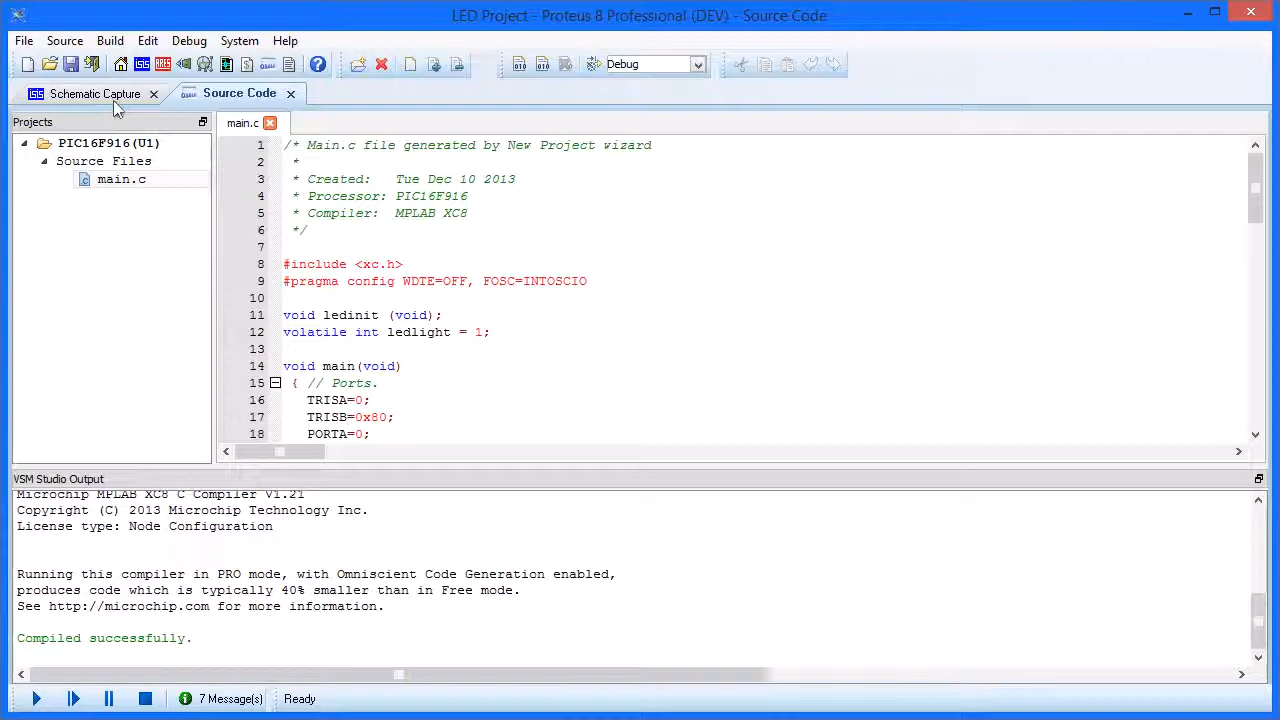 LED Project - Proteus 8 Professional (DEV) - Source Code
File Source Build Edit Debug System Help
Debug
Schematic Capture Source Code
Projects
main.c
PIC16F916(U1)
Source Files
main.c
1 /* Main.c file generated by New Project wizard
2 *
3 * Created: Tue Dec 10 2013
4 * Processor: PIC16F916
5 * Compiler: MPLAB XC8
6 */
7
8 #include <xc.h>
9 #pragma config WDTE=OFF, FOSC=INTOSCIO
10
11 void ledinit (void);
12 volatile int ledlight = 1;
13
14 void main(void)
15 { // Ports.
16 TRISA=0;
17 TRISB=0x80;
18 PORTA=0;
VSM Studio Output
Microchip MPLAB XC8 C Compiler V1.21
Copyright (C) 2013 Microchip Technology Inc.
License type: Node Configuration
Running this compiler in PRO mode, with Omniscient Code Generation enabled,
produces code which is typically 40% smaller than in Free mode.
See http://microchip.com for more information.
Compiled successfully.
7 Message(s) Ready